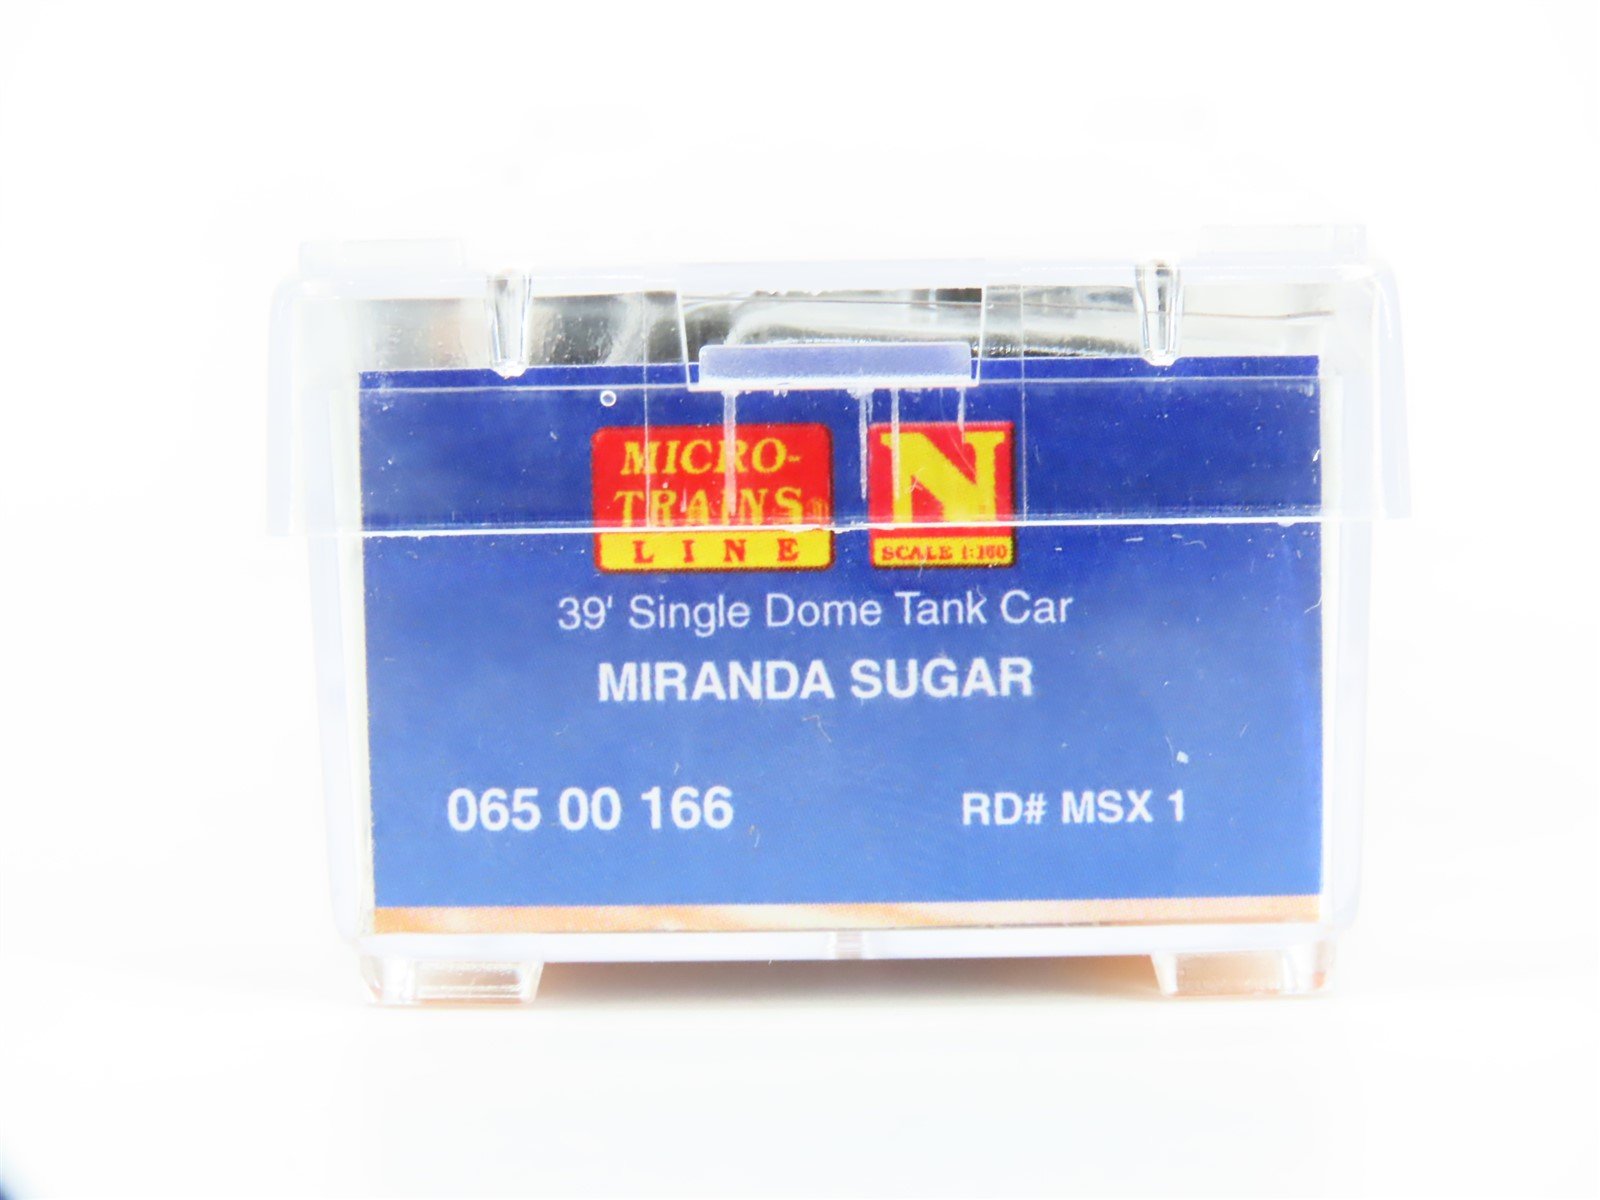 MICRO-
TRAINS®
LINE
N
SCALE 1:160
39' Single Dome Tank Car
MIRANDA SUGAR
065 00 166
RD# MSX 1